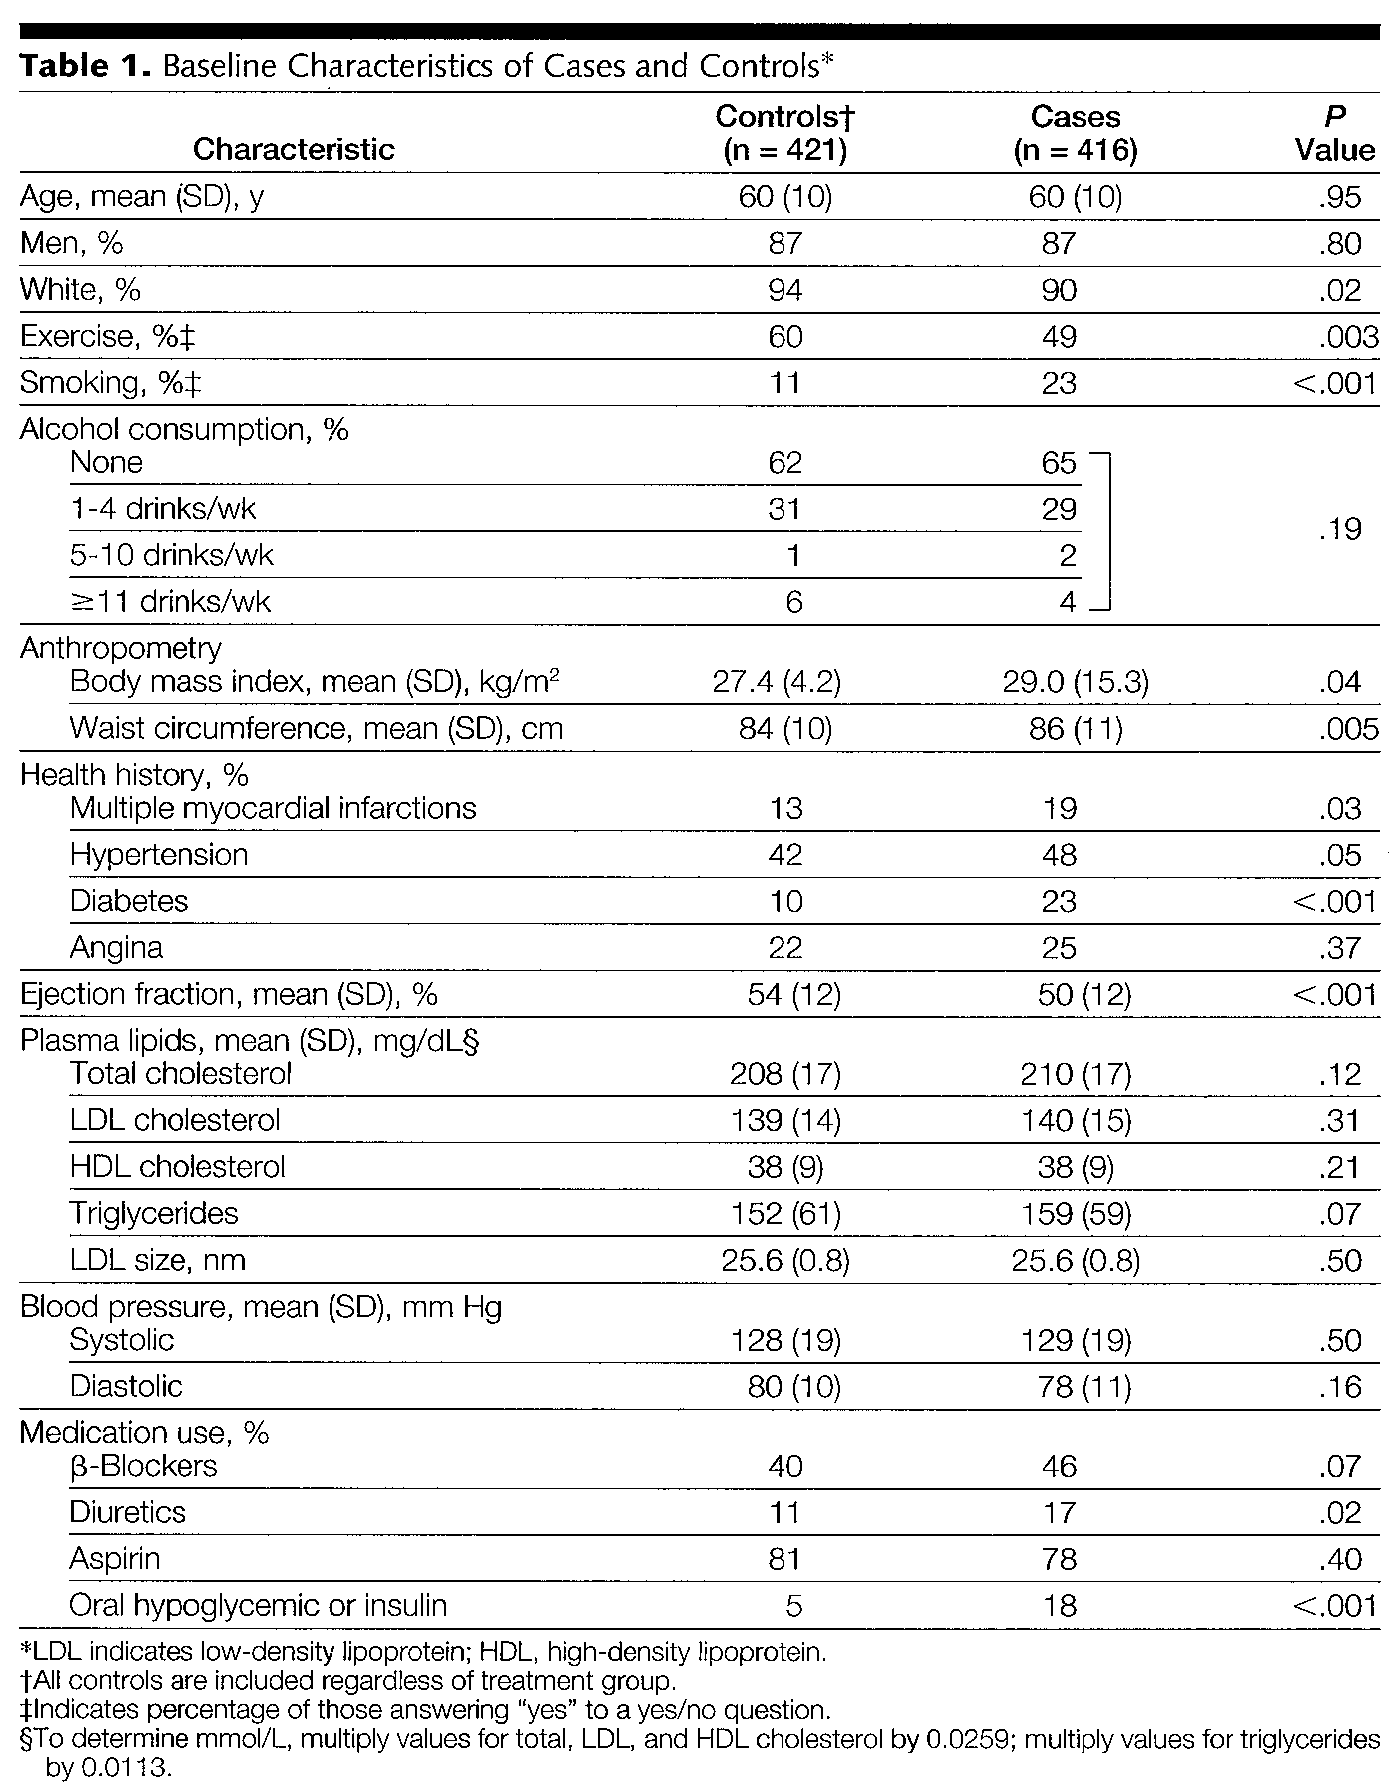 Table 1. Baseline Characteristics of Cases and Controls*
Characteristic Controls† (n = 421) Cases (n = 416) P Value
Age, mean (SD), y 60 (10) 60 (10) .95
Men, % 87 87 .80
White, % 94 90 .02
Exercise, %‡ 60 49 .003
Smoking, %‡ 11 23 <.001
Alcohol consumption, %
None 62 65
1-4 drinks/wk 31 29
.19
5-10 drinks/wk 1 2
≥11 drinks/wk 6 4
Anthropometry
Body mass index, mean (SD), kg/m² 27.4 (4.2) 29.0 (15.3) .04
Waist circumference, mean (SD), cm 84 (10) 86 (11) .005
Health history, %
Multiple myocardial infarctions 13 19 .03
Hypertension 42 48 .05
Diabetes 10 23 <.001
Angina 22 25 .37
Ejection fraction, mean (SD), % 54 (12) 50 (12) <.001
Plasma lipids, mean (SD), mg/dL§
Total cholesterol 208 (17) 210 (17) .12
LDL cholesterol 139 (14) 140 (15) .31
HDL cholesterol 38 (9) 38 (9) .21
Triglycerides 152 (61) 159 (59) .07
LDL size, nm 25.6 (0.8) 25.6 (0.8) .50
Blood pressure, mean (SD), mm Hg
Systolic 128 (19) 129 (19) .50
Diastolic 80 (10) 78 (11) .16
Medication use, %
β-Blockers 40 46 .07
Diuretics 11 17 .02
Aspirin 81 78 .40
Oral hypoglycemic or insulin 5 18 <.001
*LDL indicates low-density lipoprotein; HDL, high-density lipoprotein.
†All controls are included regardless of treatment group.
‡Indicates percentage of those answering “yes” to a yes/no question.
§To determine mmol/L, multiply values for total, LDL, and HDL cholesterol by 0.0259; multiply values for triglycerides
by 0.0113.